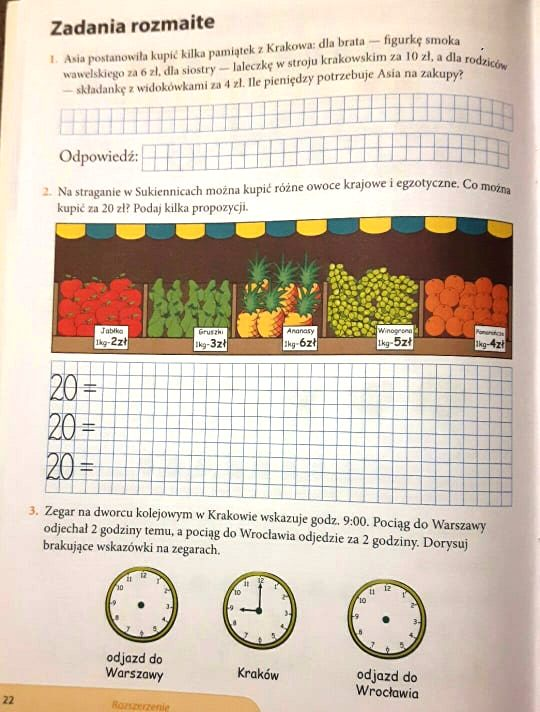 Zadania rozmaite
1. Asia postanowiła kupić kilka pamiątek z Krakowa: dla brata — figurkę smoka
wawelskiego za 6 zł, dla siostry — laleczkę w stroju krakowskim za 10 zł, a dla rodziców
— składankę z widokówkami za 4 zł. Ile pieniędzy potrzebuje Asia na zakupy?
Odpowiedź:
2. Na straganie w Sukiennicach można kupić różne owoce krajowe i egzotyczne. Co można
kupić za 20 zł? Podaj kilka propozycji.
Jabłka Gruszki Ananasy Winogrona Pomarańcze
1kg-2zł 1kg-3zł 1kg-6zł 1kg-5zł 1kg-4zł
20 =
20 =
20 =
3. Zegar na dworcu kolejowym w Krakowie wskazuje godz. 9:00. Pociąg do Warszawy
odjechał 2 godziny temu, a pociąg do Wrocławia odjedzie za 2 godziny. Dorysuj
brakujące wskazówki na zegarach.
12 1 2 3 4 5 6 7 8 9 10 11
12 1 2 3 4 5 6 7 8 9 10 11
12 1 2 3 4 5 6 7 8 9 10 11
odjazd do
Warszawy
Kraków
odjazd do
Wrocławia
22
Rozszerzenie